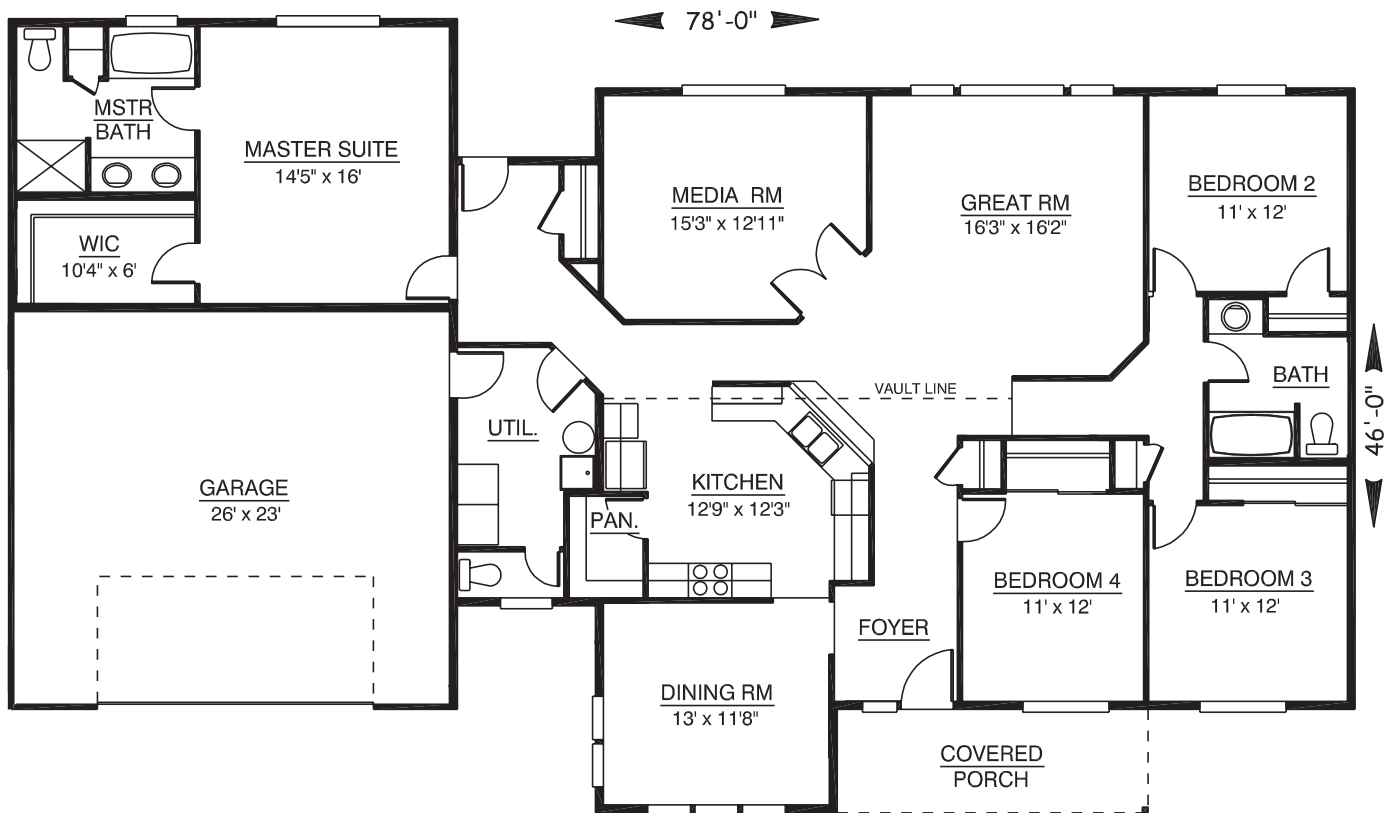 78'-0"
MSTR
BATH
MASTER SUITE
14'5" x 16'
WIC
10'4" x 6'
MEDIA RM
15'3" x 12'11"
GREAT RM
16'3" x 16'2"
BEDROOM 2
11' x 12'
BATH
46'-0"
VAULT LINE
UTIL.
GARAGE
26' x 23'
KITCHEN
12'9" x 12'3"
PAN.
BEDROOM 4
11' x 12'
BEDROOM 3
11' x 12'
FOYER
DINING RM
13' x 11'8"
COVERED
PORCH